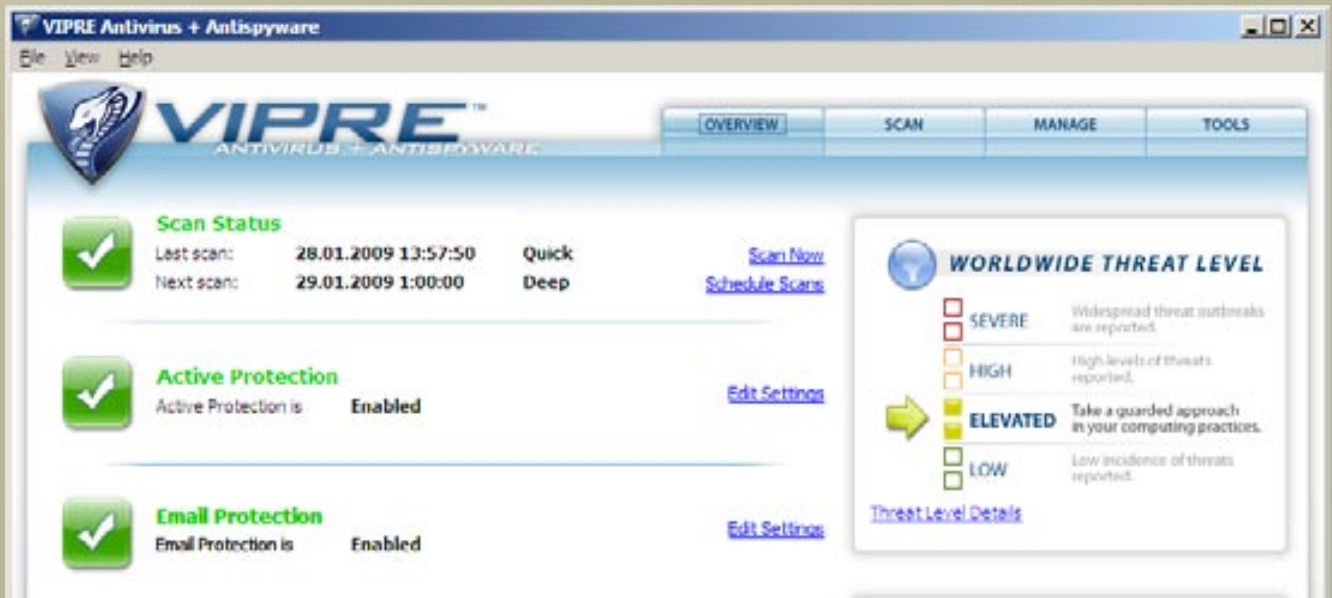 VIPRE Antivirus + Antispyware
File View Help
VIPRE™
ANTIVIRUS + ANTISPYWARE
OVERVIEW SCAN MANAGE TOOLS
Scan Status
Last scan: 28.01.2009 13:57:50 Quick Scan Now
Next scan: 29.01.2009 1:00:00 Deep Schedule Scans
Active Protection
Active Protection is Enabled Edit Settings
Email Protection
Email Protection is Enabled Edit Settings
WORLDWIDE THREAT LEVEL
SEVERE Widespread threat outbreaks
are reported.
HIGH High levels of threats
reported.
ELEVATED Take a guarded approach
in your computing practices.
LOW Low incidence of threats
reported.
Threat Level Details